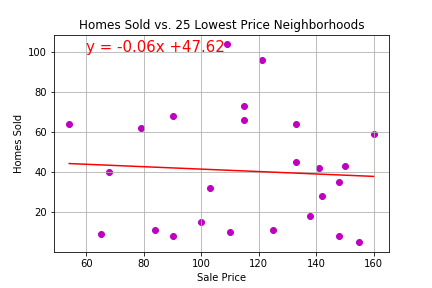 Homes Sold vs. 25 Lowest Price Neighborhoods
y = -0.06x +47.62
100
80
60
40
20
Homes Sold
60 80 100 120 140 160
Sale Price